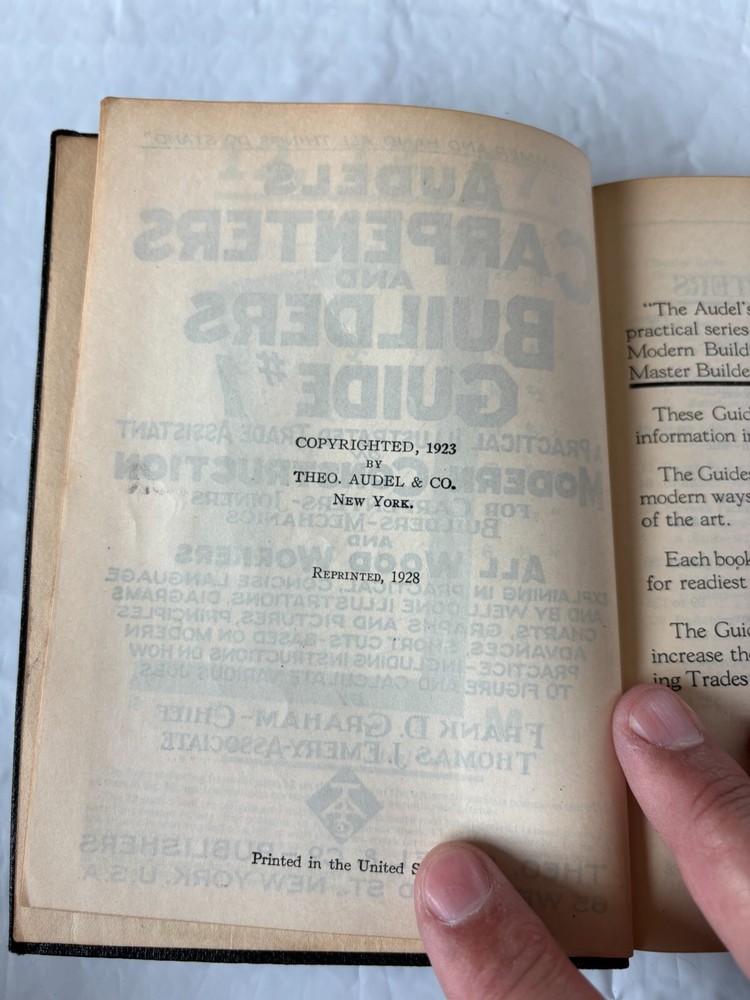 COPYRIGHTED, 1923
BY
THEO. AUDEL & CO.
NEW YORK.
REPRINTED, 1928
Printed in the United S
"The Audel's
practical series
Modern Build
Master Builde
These Guid
information i
The Guides
modern ways
of the art.
Each book
for readiest
The Guid
increase the
ing Trades